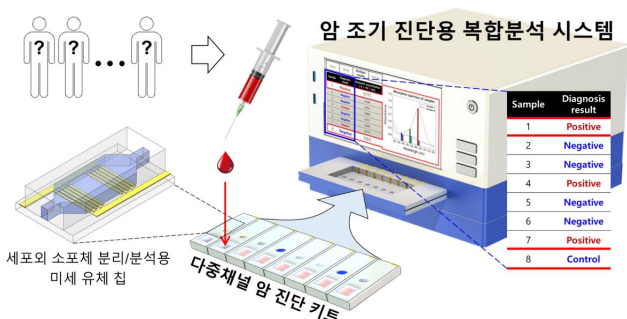 ? ? ?
암 조기 진단용 복합분석 시스템
Sample Diagnosis result
1 Positive
2 Negative
3 Negative
4 Positive
5 Negative
6 Negative
7 Positive
8 Control
세포외 소포체 분리/분석용
미세 유체 칩
다중채널 암 진단 키트